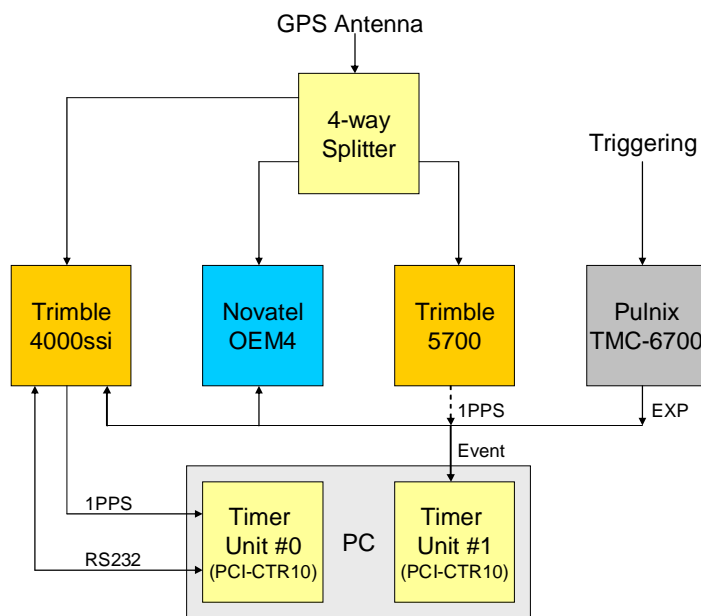 GPS Antenna
4-way
Splitter
Triggering
Trimble
4000ssi
Novatel
OEM4
Trimble
5700
Pulnix
TMC-6700
1PPS
EXP
Event
1PPS
RS232
Timer
Unit #0
(PCI-CTR10)
PC
Timer
Unit #1
(PCI-CTR10)